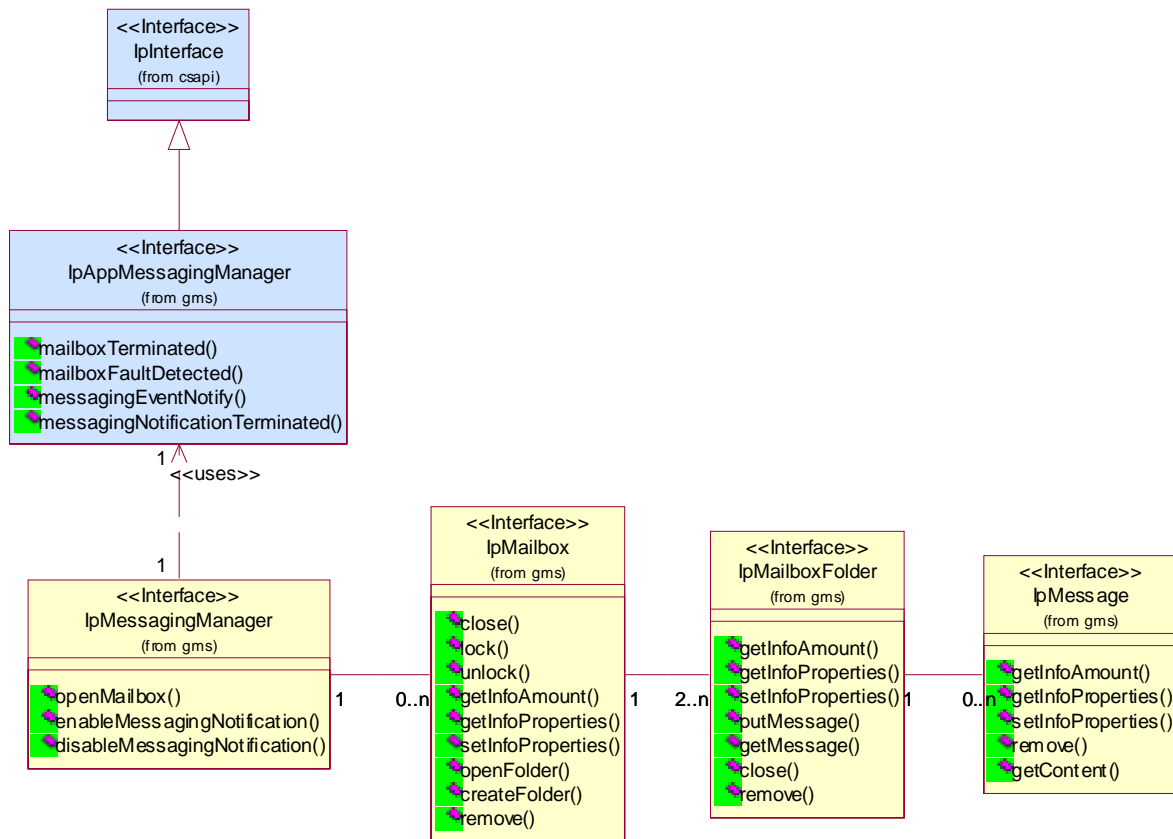 <<Interface>>
IpInterface
(from csapi)
<<Interface>>
IpAppMessagingManager
(from gms)
mailboxTerminated()
mailboxFaultDetected()
messagingEventNotify()
messagingNotificationTerminated()
1
<<uses>>
1
<<Interface>>
IpMessagingManager
(from gms)
openMailbox()
enableMessagingNotification()
disableMessagingNotification()
1
0..n
<<Interface>>
IpMailbox
(from gms)
close()
lock()
unlock()
getInfoAmount()
getInfoProperties()
setInfoProperties()
openFolder()
createFolder()
remove()
1
2..n
<<Interface>>
IpMailboxFolder
(from gms)
getInfoAmount()
getInfoProperties()
setInfoProperties()
putMessage()
getMessage()
close()
remove()
1
0..n
<<Interface>>
IpMessage
(from gms)
getInfoAmount()
getInfoProperties()
setInfoProperties()
remove()
getContent()